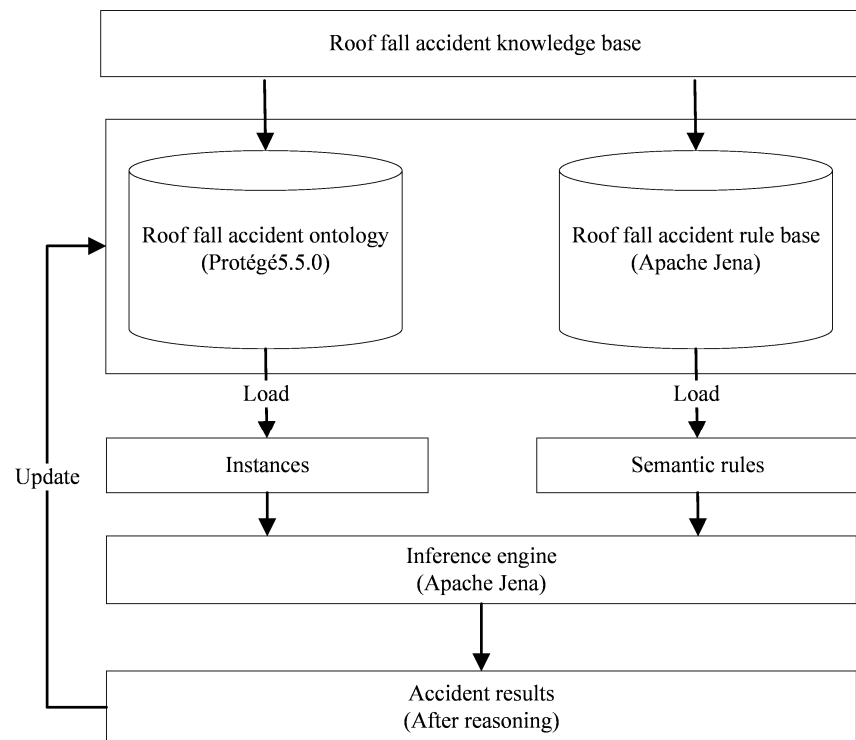 Roof fall accident knowledge base
Roof fall accident ontology
(Protégé5.5.0)
Roof fall accident rule base
(Apache Jena)
Load
Load
Instances
Semantic rules
Update
Inference engine
(Apache Jena)
Accident results
(After reasoning)